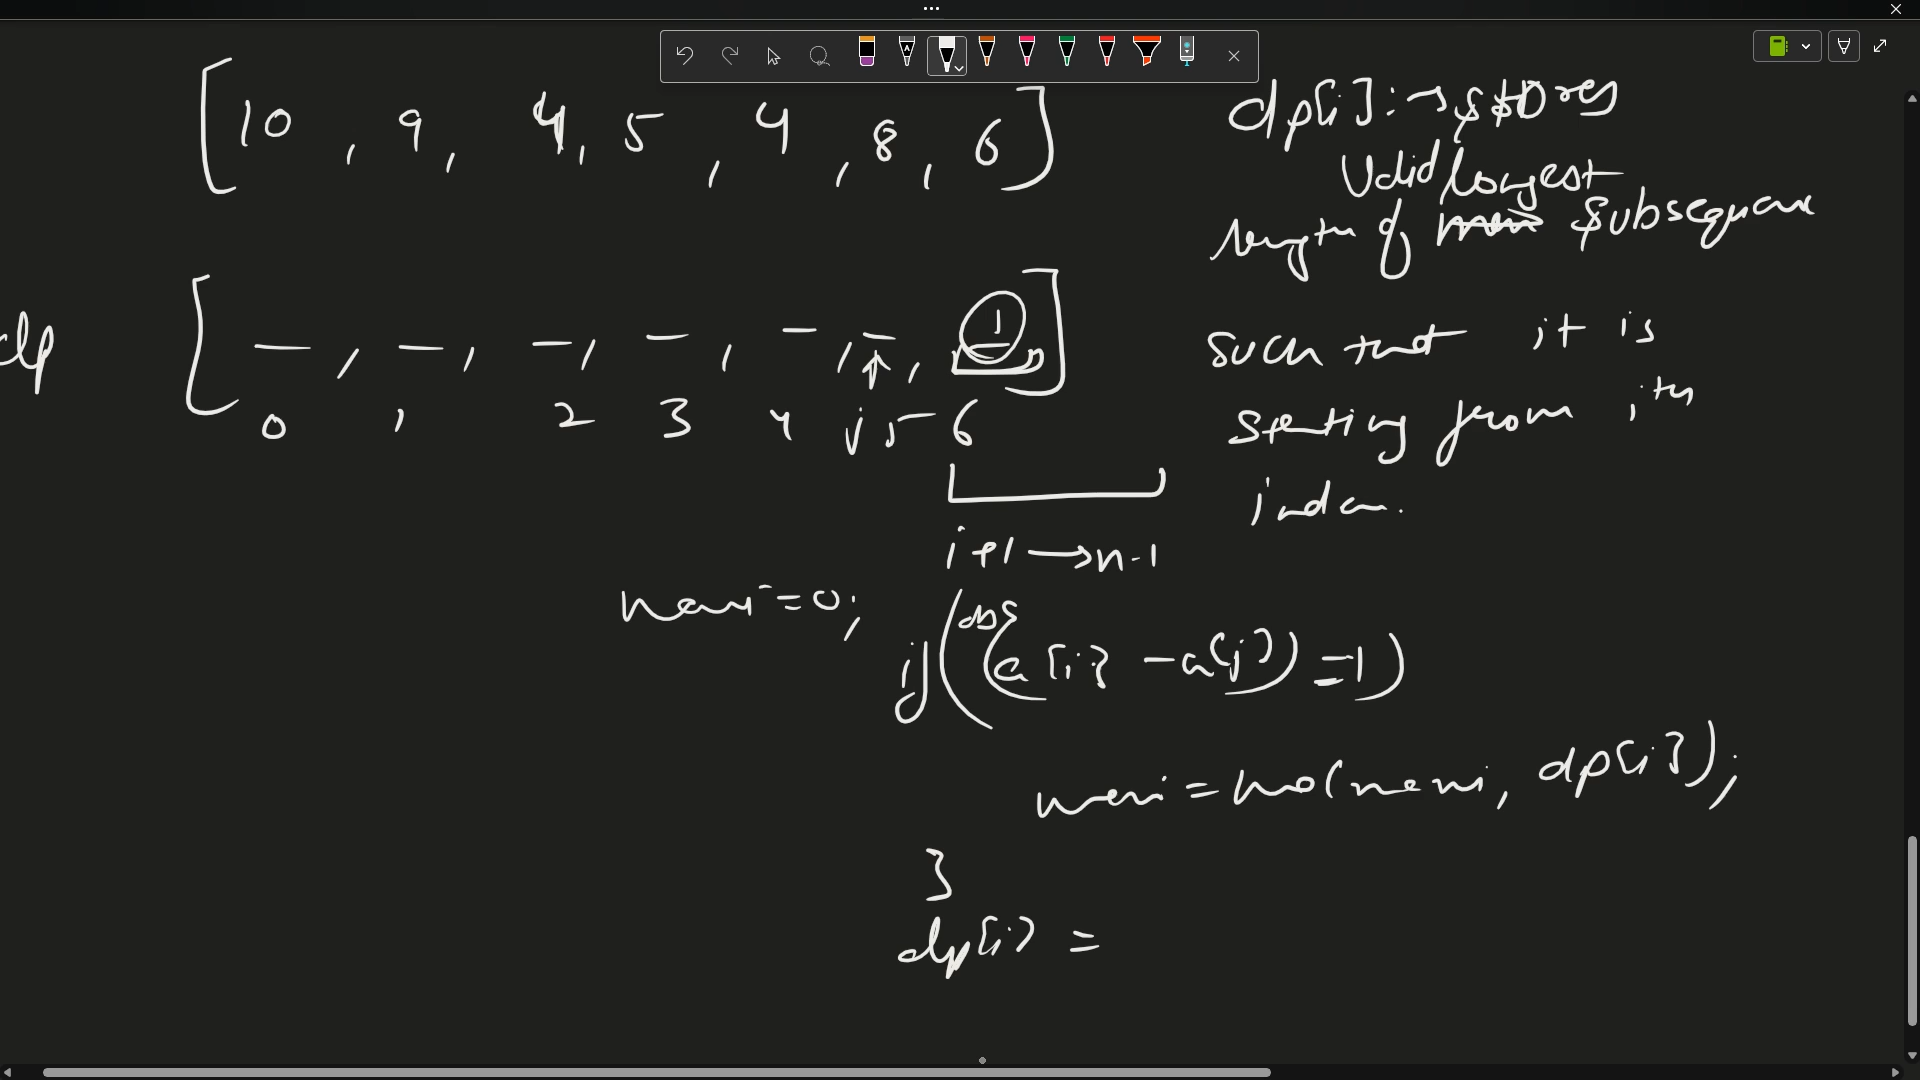 [10, 9, 4, 5, 4, 8, 6]
dp[i]: → stores
Valid longest
length of subsequence
dp [_, _, _, _, _, _, 1]
0 1 2 3 4 5 6
such that it is
starting from ith
index.
i+1 → n-1
maxi = 0;
if(abs(a[i] - a[j]) == 1)
maxi = max(maxi, dp[j]);
}
dp[i] =